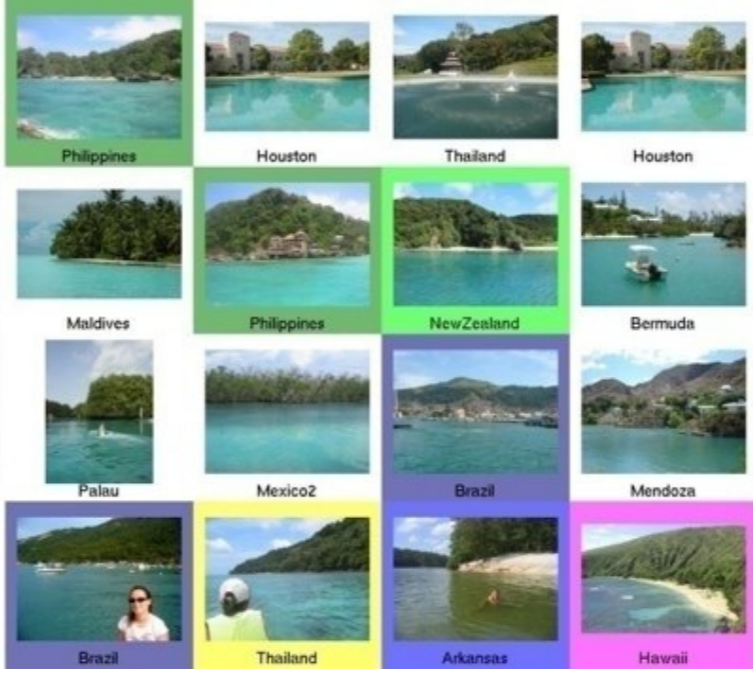 Philippines
Houston
Thailand
Houston
Maldives
Philippines
NewZealand
Bermuda
Palau
Mexico2
Brazil
Mendoza
Brazil
Thailand
Arkansas
Hawaii